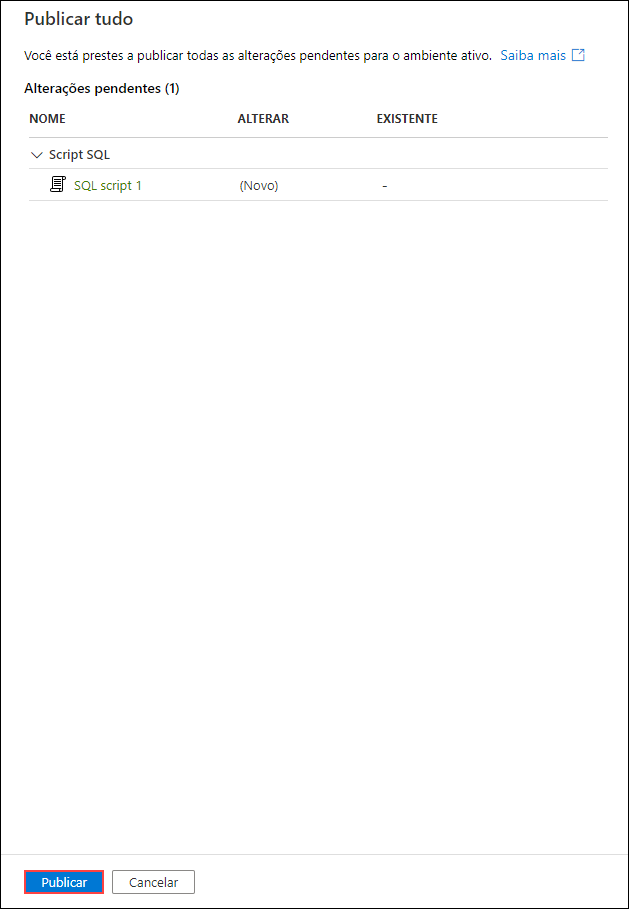 Publicar tudo
Você está prestes a publicar todas as alterações pendentes para o ambiente ativo. Saiba mais
Alterações pendentes (1)
NOME ALTERAR EXISTENTE
Script SQL
SQL script 1 (Novo) -
Publicar Cancelar